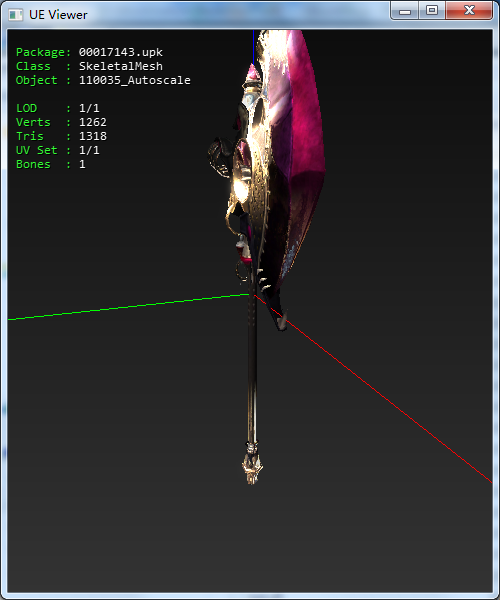 UE Viewer
Package: 00017143.upk
Class  : SkeletalMesh
Object : 110035_Autoscale
LOD    : 1/1
Verts  : 1262
Tris   : 1318
UV Set : 1/1
Bones  : 1